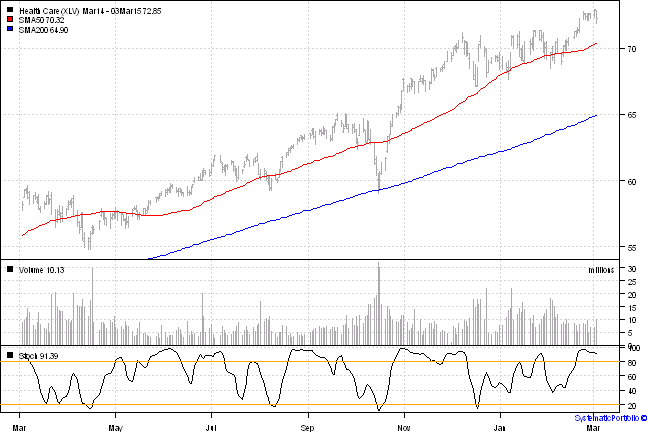 Health Care (XLV) Mar14 - 03Mar15 72.85
SMA50 70.32
SMA200 64.90
70
65
60
55
Volume 10.13
millions
30
25
20
15
10
5
0
Stoch 91.39
100
80
60
40
20
Mar May Jul Sep Nov Jan Mar
SystematicPortfolio ©